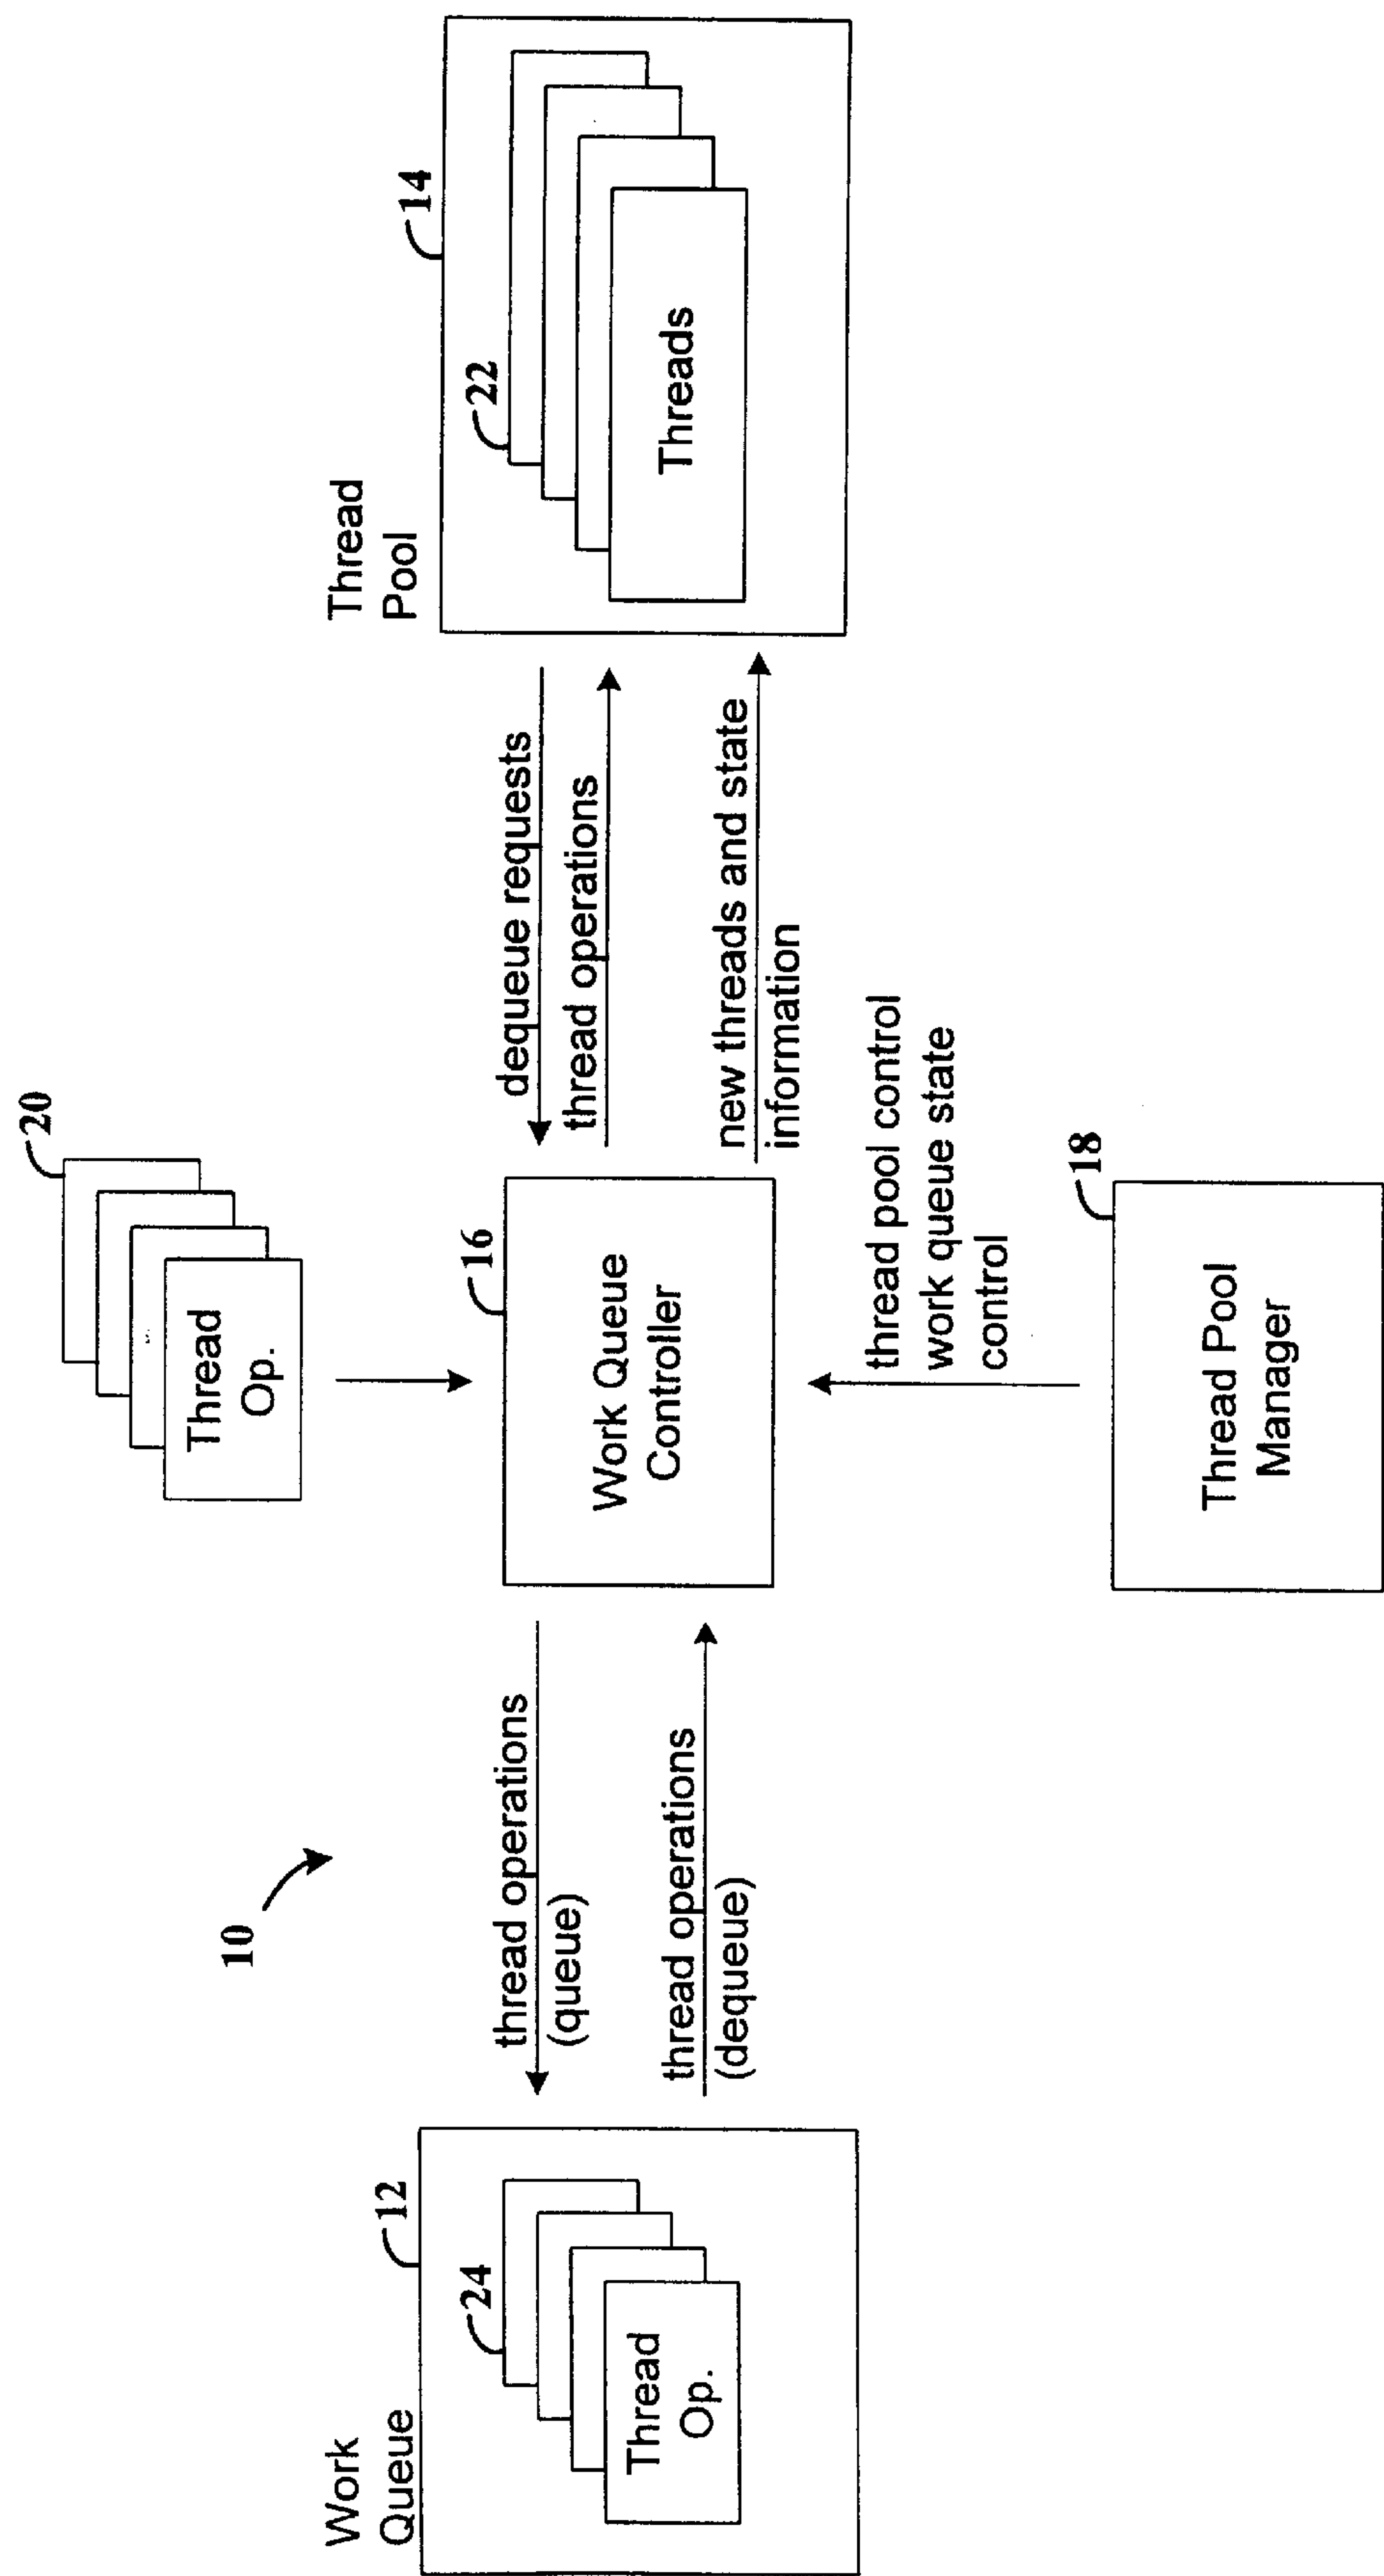 10
20
Thread
Op.
Work
Queue
12
24
Thread
Op.
thread operations
(queue)
thread operations
(dequeue)
16
Work Queue
Controller
dequeue requests
thread operations
new threads and state
information
Thread
Pool
14
22
Threads
thread pool control
work queue state
control
18
Thread Pool
Manager